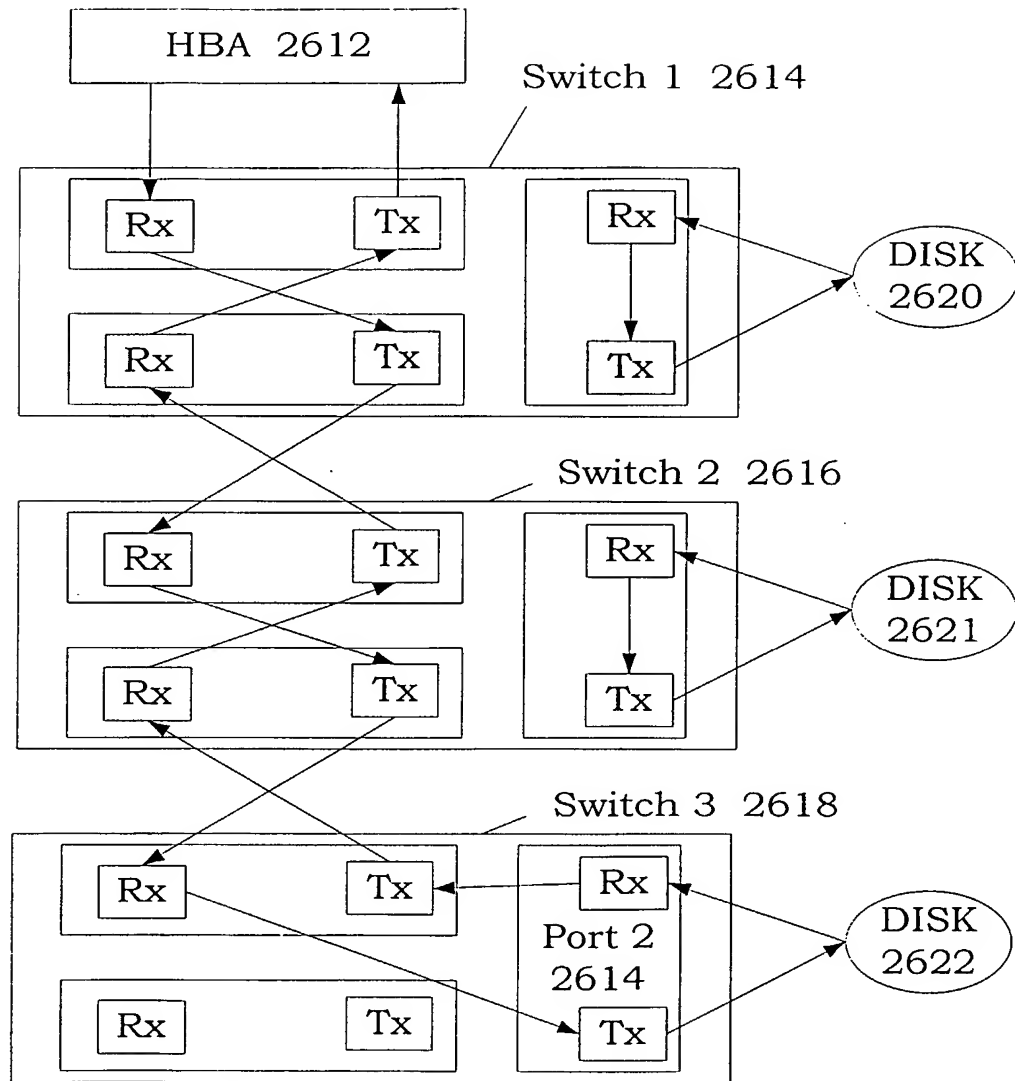 HBA 2612
Switch 1 2614
Rx
Tx
Rx
DISK
2620
Rx
Tx
Tx
Switch 2 2616
Rx
Tx
Rx
DISK
2621
Rx
Tx
Tx
Switch 3 2618
Rx
Tx
Rx
Port 2
2614
DISK
2622
Rx
Tx
Tx